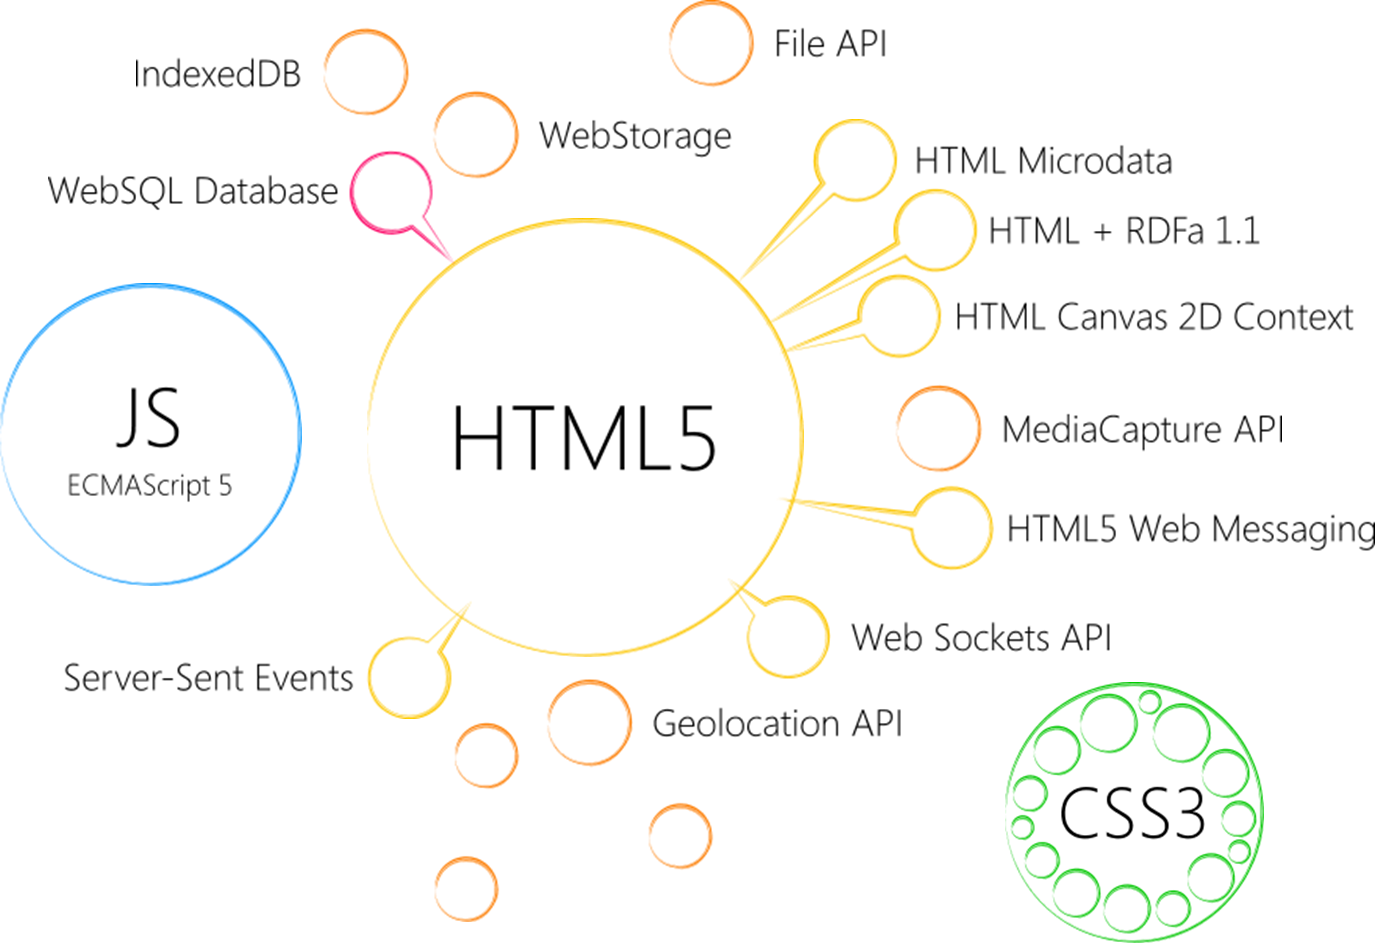 File API
IndexedDB
WebStorage
HTML Microdata
WebSQL Database
HTML + RDFa 1.1
HTML Canvas 2D Context
JS
ECMAScript 5
HTML5
MediaCapture API
HTML5 Web Messaging
Web Sockets API
Server-Sent Events
Geolocation API
CSS3